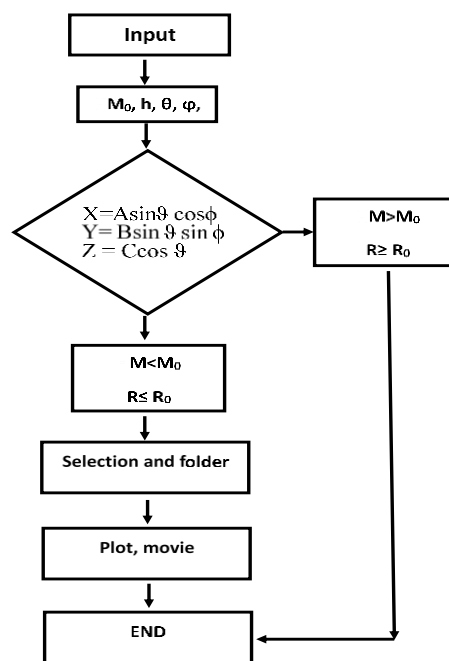 Input
M₀, h, θ, φ,
X=Asinϑ cosϕ
Y= Bsin ϑ sin ϕ
Z = Ccos ϑ
M>M₀
R≥ R₀
M<M₀
R≤ R₀
Selection and folder
Plot, movie
END